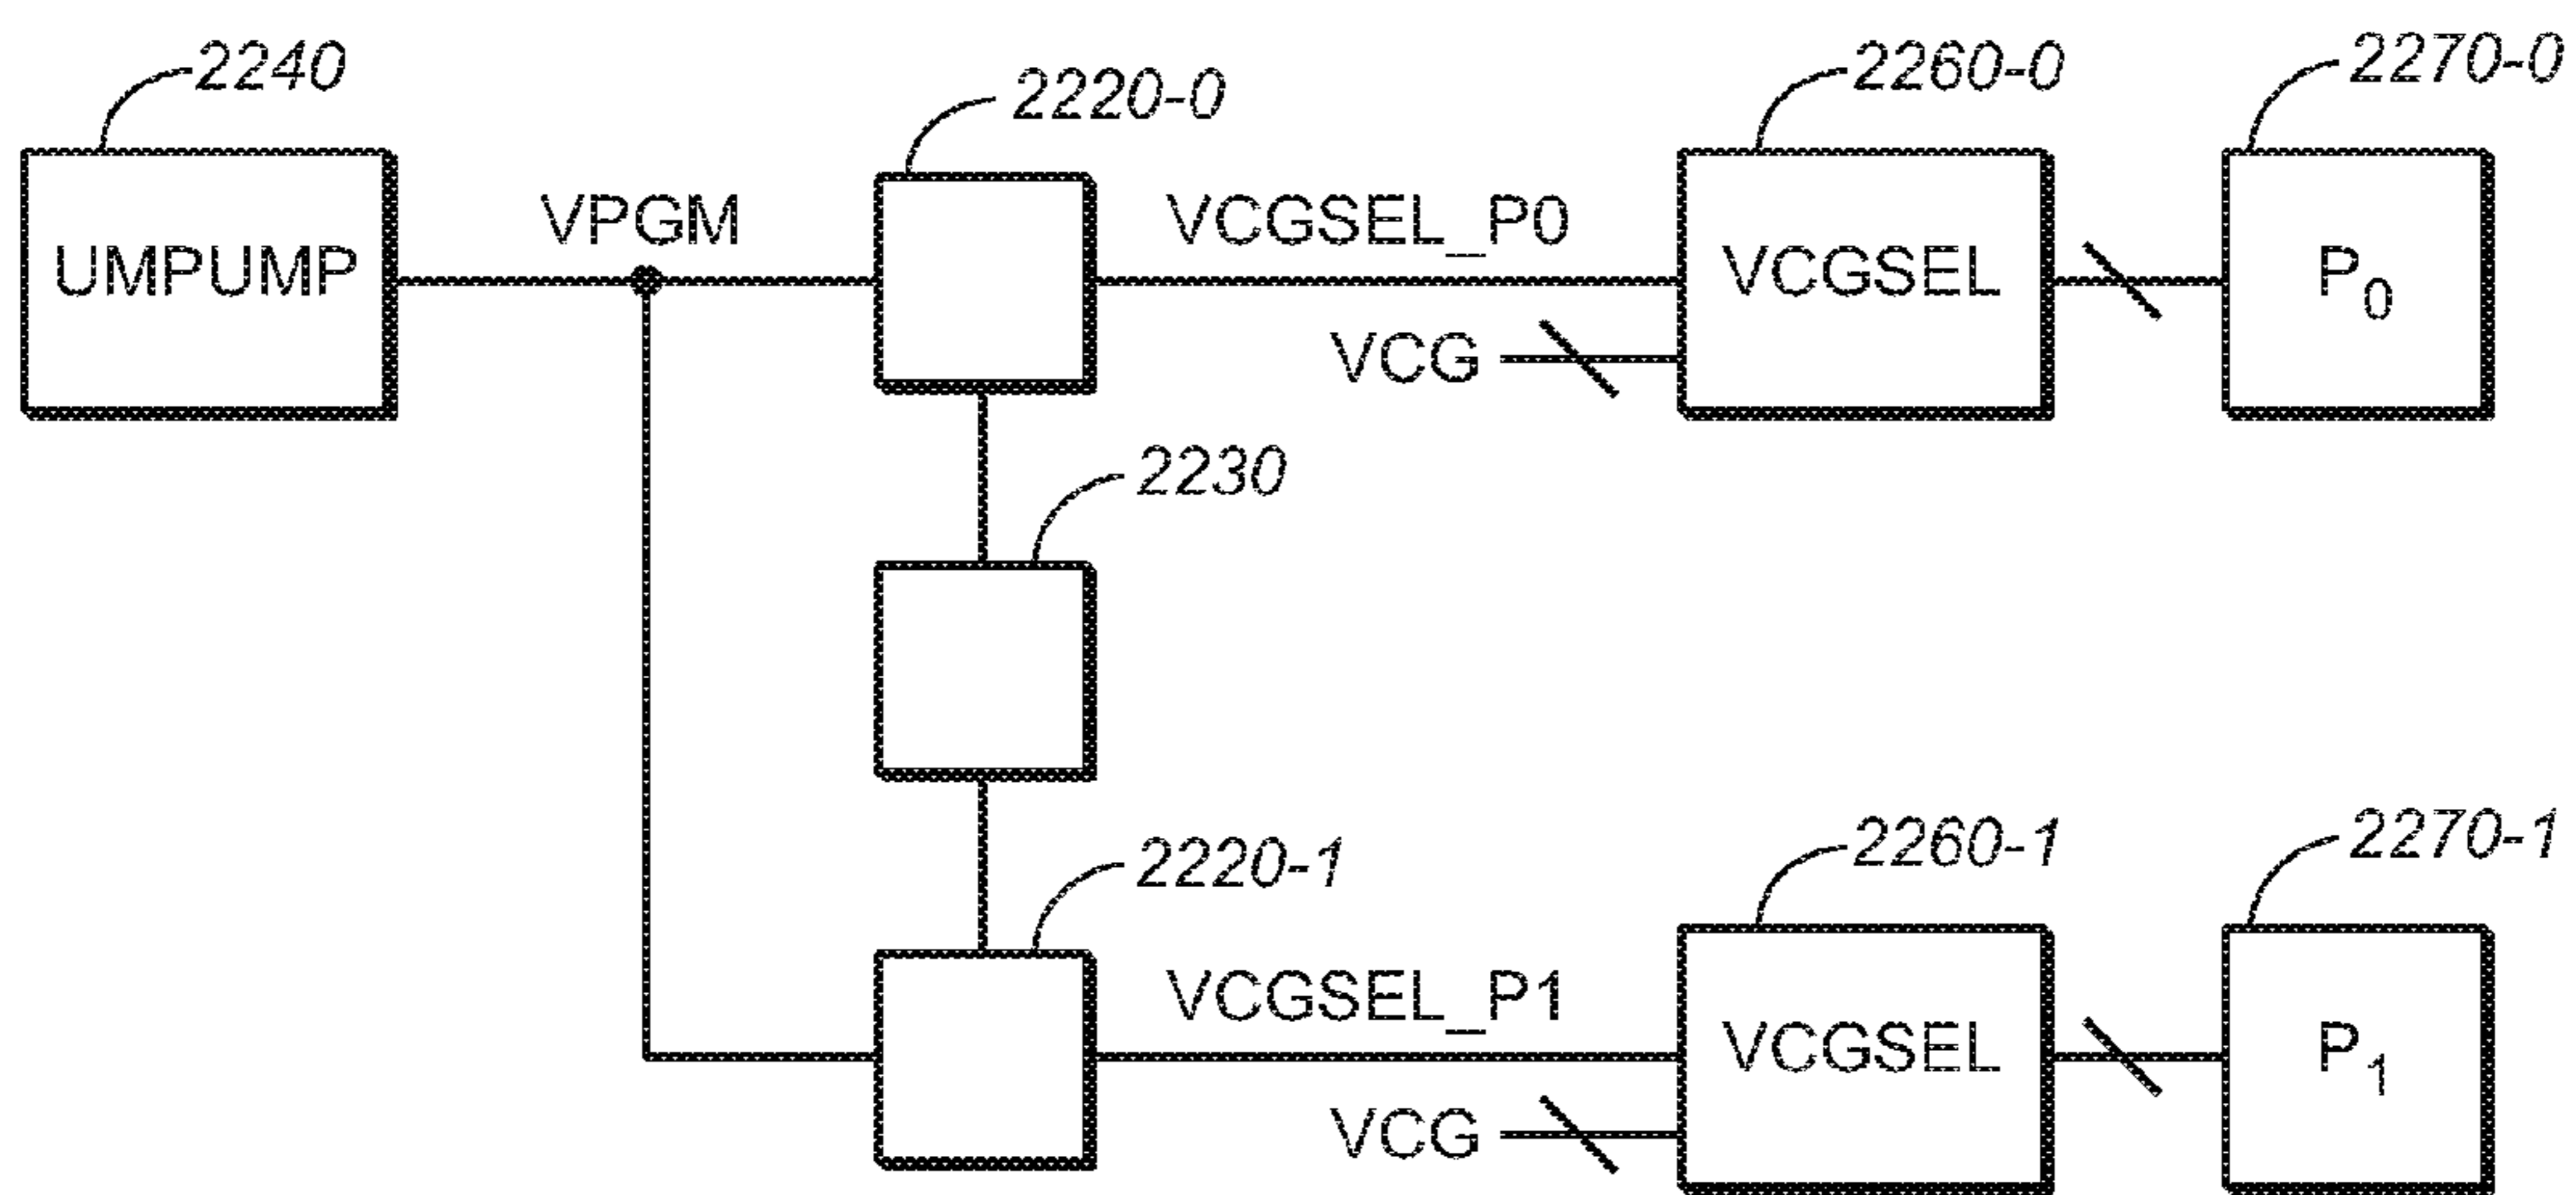 2240
2220-0
2260-0
2270-0
UMPUMP
VPGM
VCGSEL_P0
VCGSEL
P0
VCG
2230
2220-1
2260-1
2270-1
VCGSEL_P1
VCGSEL
P1
VCG